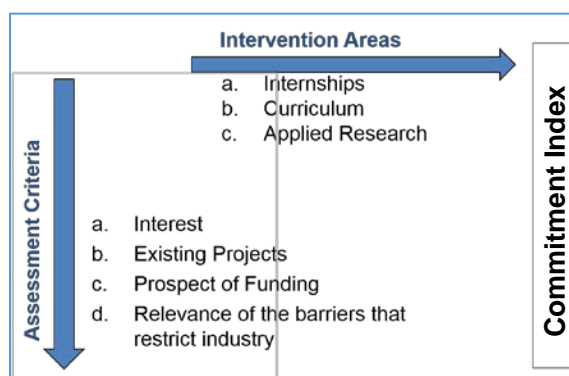 Intervention Areas
a. Internships
b. Curriculum
c. Applied Research
Assessment Criteria
a. Interest
b. Existing Projects
c. Prospect of Funding
d. Relevance of the barriers that
restrict industry
Commitment Index